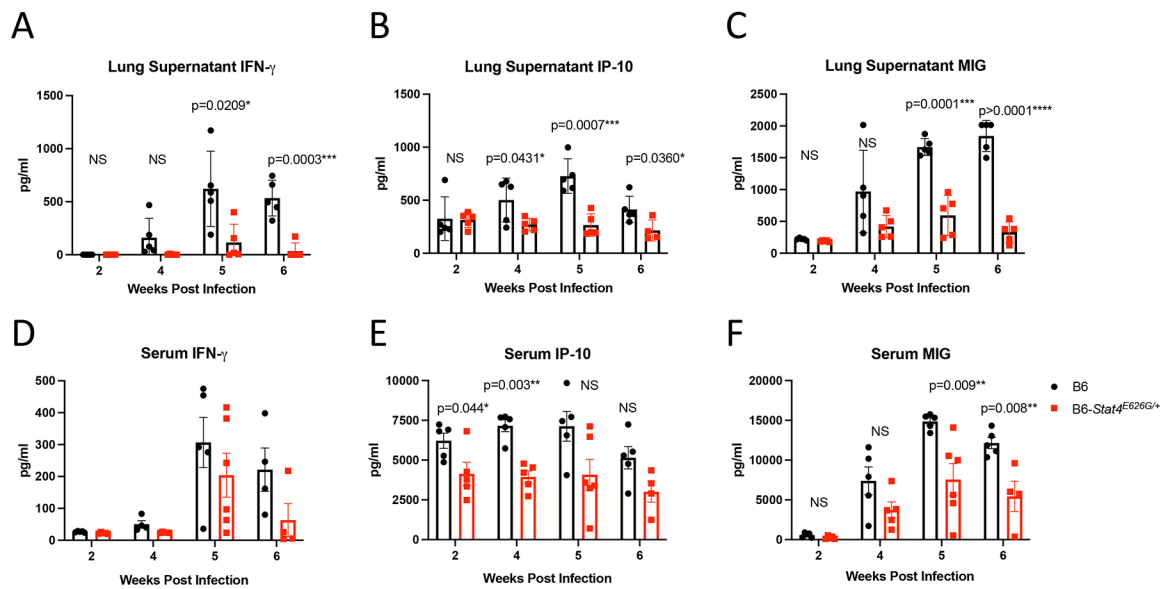 A
Lung Supernatant IFN-γ
1500
1000
500
0
pg/ml
NS
NS
p=0.0209*
p=0.0003***
2
4
5
6
Weeks Post Infection
B
Lung Supernatant IP-10
1500
1000
500
0
pg/ml
NS
p=0.0431*
p=0.0007***
p=0.0360*
2
4
5
6
Weeks Post Infection
C
Lung Supernatant MIG
2500
2000
1500
1000
500
0
pg/ml
NS
NS
p=0.0001***
p>0.0001****
2
4
5
6
Weeks Post Infection
D
Serum IFN-γ
500
400
300
200
100
0
pg/ml
2
4
5
6
Weeks Post Infection
E
Serum IP-10
10000
7500
5000
2500
0
pg/ml
p=0.044*
p=0.003**
NS
NS
2
4
5
6
Weeks Post Infection
F
Serum MIG
20000
15000
10000
5000
0
pg/ml
NS
NS
p=0.009**
p=0.008**
2
4
5
6
Weeks Post Infection
B6
B6-Stat4E626G/+